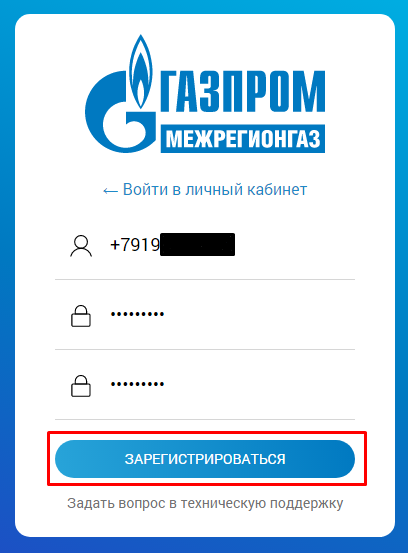 ГАЗПРОМ
МЕЖРЕГИОНГАЗ
← Войти в личный кабинет
+7919
•••••••••
•••••••••
ЗАРЕГИСТРИРОВАТЬСЯ
Задать вопрос в техническую поддержку